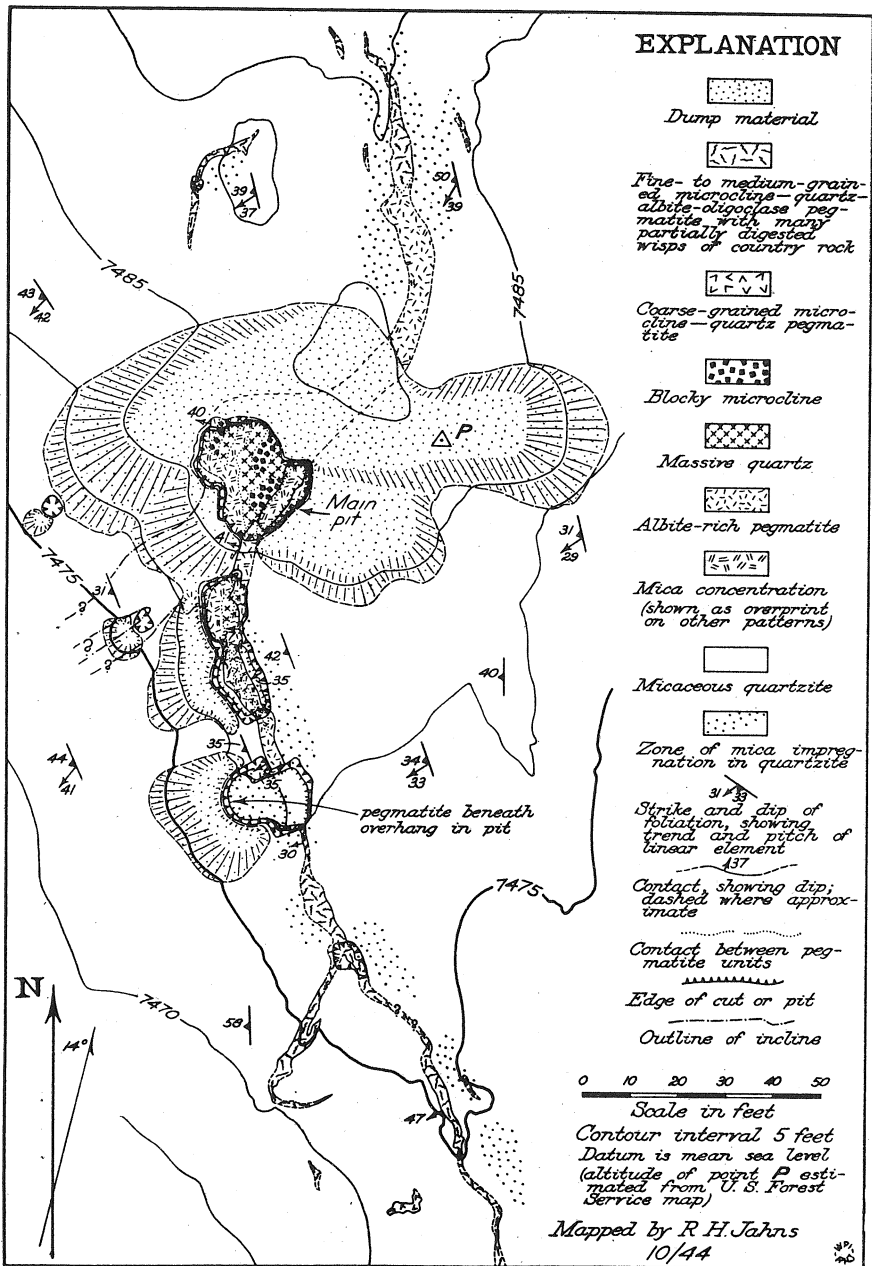 EXPLANATION
Dump material
Fine- to medium-grain-
ed microcline—quartz-
albite-oligoclase peg-
matite with many
partially digested
wisps of country rock
Coarse-grained micro-
cline—quartz pegma-
tite
Blocky microcline
Massive quartz
Albite-rich pegmatite
Mica concentration
(shown as overprint
on other patterns)
Micaceous quartzite
Zone of mica impreg-
nation in quartzite
31 33
Strike and dip of
foliation, showing
trend and pitch of
linear element
37
Contact, showing dip;
dashed where approx-
imate
Contact between peg-
matite units
Edge of cut or pit
Outline of incline
0 10 20 30 40 50
Scale in feet
Contour interval 5 feet
Datum is mean sea level
(altitude of point P esti-
mated from U. S. Forest
Service map)
Mapped by R. H. Jahns
10/44
39
37
50
39
7485
7485
43
42
40
P
Main
pit
41
31
29
7475
31
?
?
?
42
35
40
35
44
41
34
33
35
pegmatite beneath
overhang in pit
30
7475
7470
58
47
N
14°